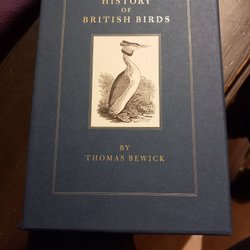 HISTORY
OF
BRITISH BIRDS
BY
THOMAS BEWICK